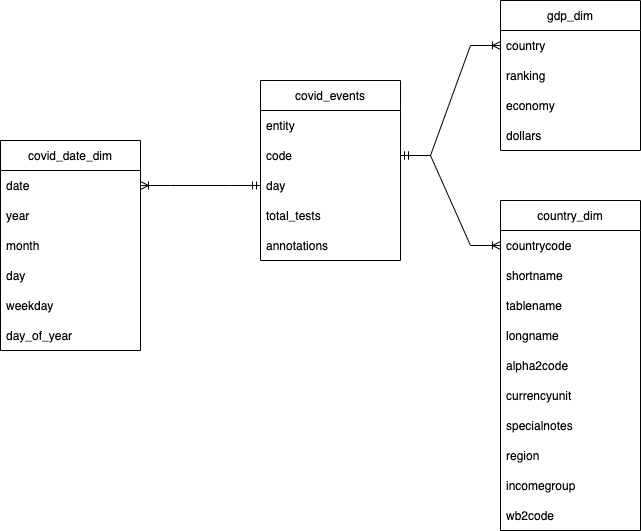 covid_date_dim
date
year
month
day
weekday
day_of_year
covid_events
entity
code
day
total_tests
annotations
gdp_dim
country
ranking
economy
dollars
country_dim
countrycode
shortname
tablename
longname
alpha2code
currencyunit
specialnotes
region
incomegroup
wb2code